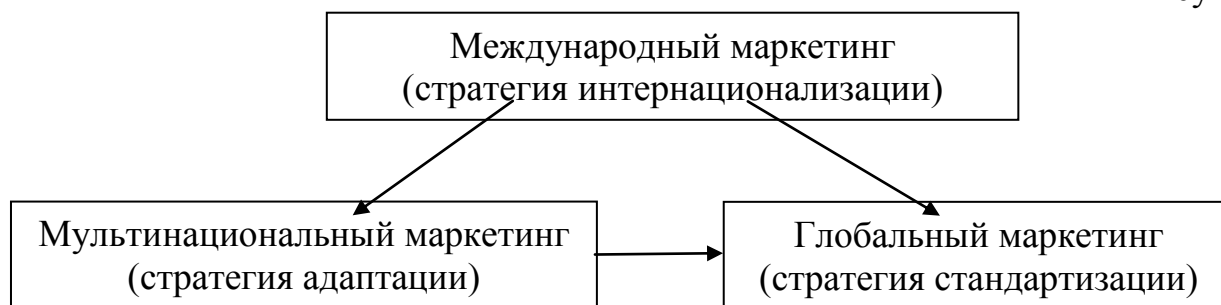 Международный маркетинг
(стратегия интернационализации)
Мультинациональный маркетинг
(стратегия адаптации)
Глобальный маркетинг
(стратегия стандартизации)